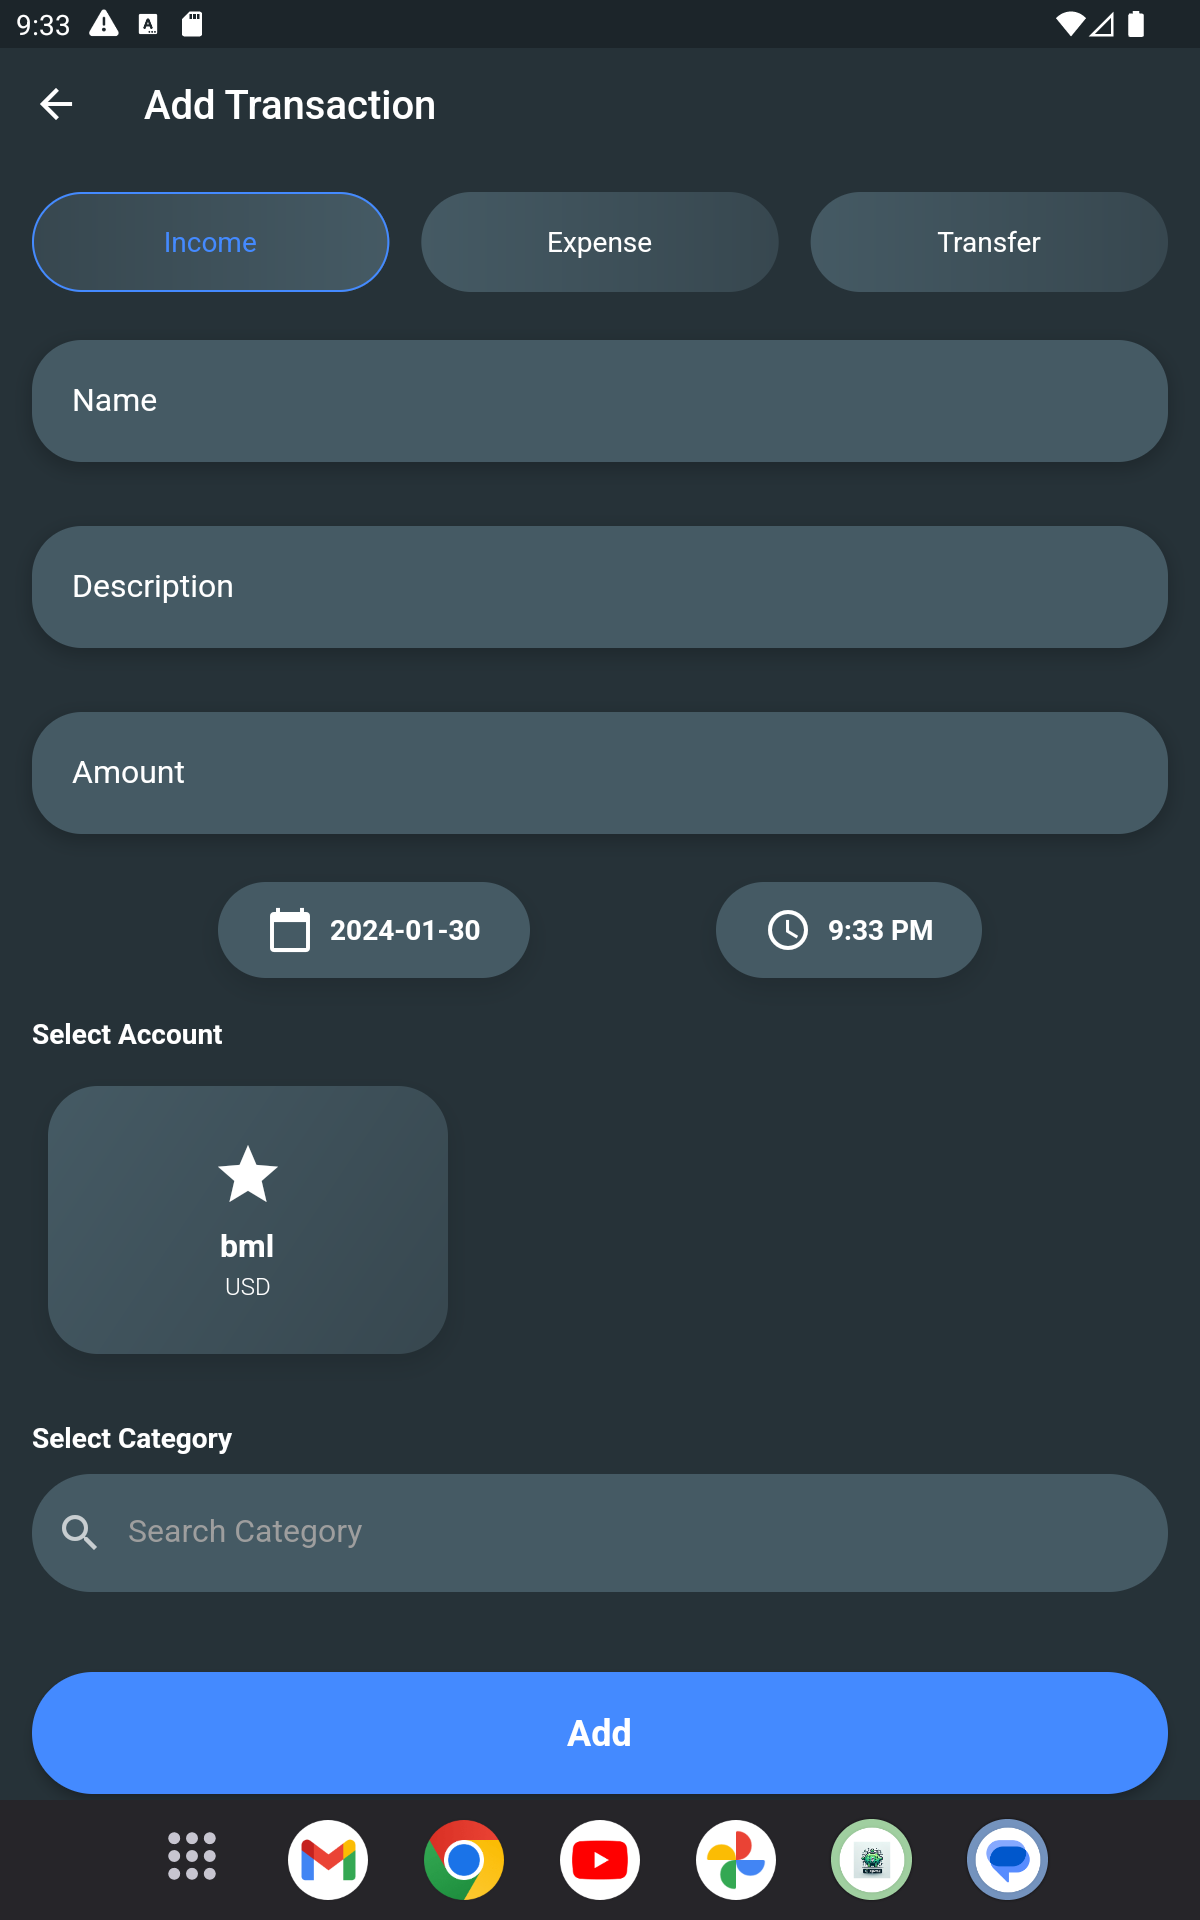 9:33
Add Transaction
Income Expense Transfer
Name
Description
Amount
2024-01-30 9:33 PM
Select Account
bml
USD
Select Category
Search Category
Add